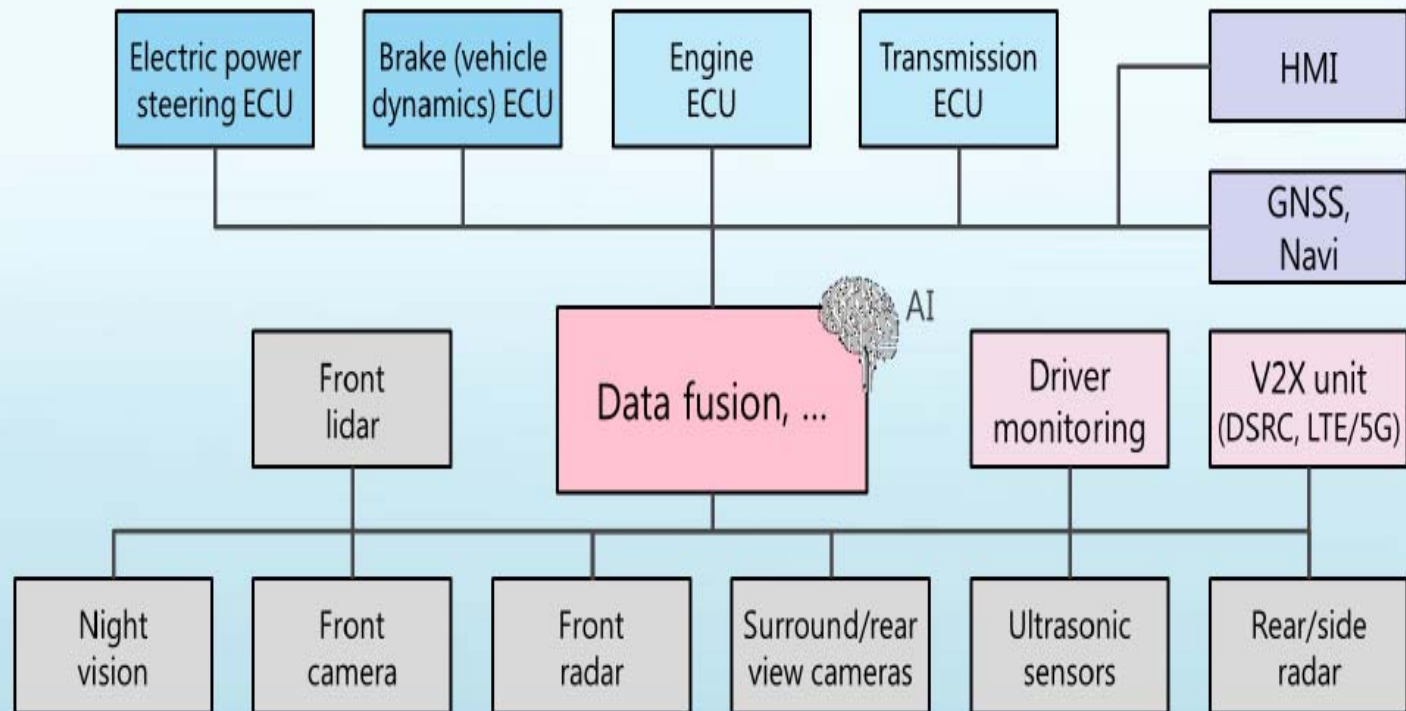 Electric power
steering ECU
Brake (vehicle
dynamics) ECU
Engine
ECU
Transmission
ECU
HMI
GNSS,
Navi
AI
Front
lidar
Data fusion, ...
Driver
monitoring
V2X unit
(DSRC, LTE/5G)
Night
vision
Front
camera
Front
radar
Surround/rear
view cameras
Ultrasonic
sensors
Rear/side
radar